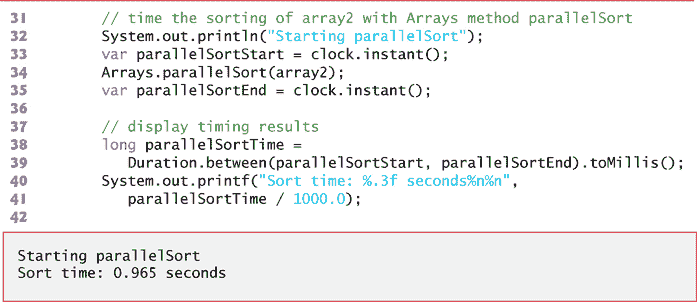 31 // time the sorting of array2 with Arrays method parallelSort
32 System.out.println("Starting parallelSort");
33 var parallelSortStart = clock.instant();
34 Arrays.parallelSort(array2);
35 var parallelSortEnd = clock.instant();
36
37 // display timing results
38 long parallelSortTime =
39 Duration.between(parallelSortStart, parallelSortEnd).toMillis();
40 System.out.printf("Sort time: %.3f seconds%n%n",
41 parallelSortTime / 1000.0);
42
Starting parallelSort
Sort time: 0.965 seconds